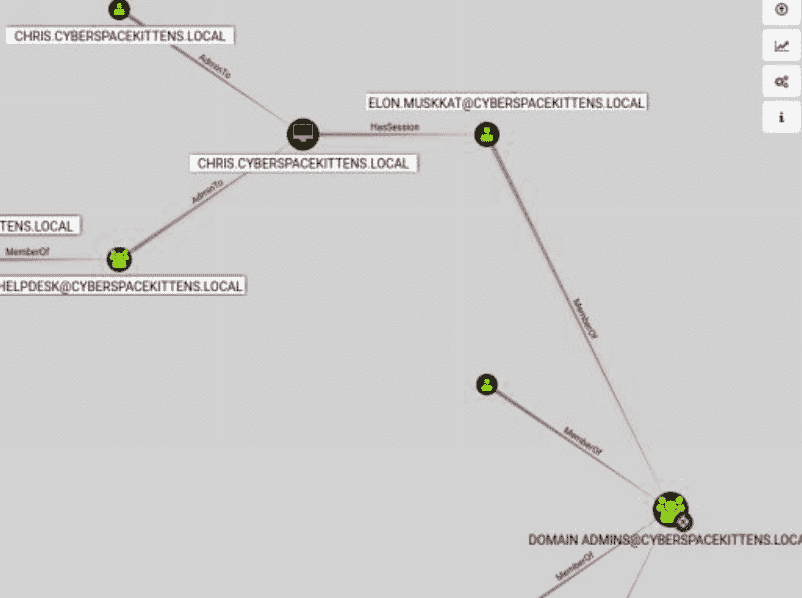 CHRIS.CYBERSPACEKITTENS.LOCAL
AdminTo
ELON.MUSKKAT@CYBERSPACEKITTENS.LOCAL
HasSession
CHRIS.CYBERSPACEKITTENS.LOCAL
AdminTo
TENS.LOCAL
MemberOf
HELPDESK@CYBERSPACEKITTENS.LOCAL
MemberOf
MemberOf
DOMAIN ADMINS@CYBERSPACEKITTENS.LOCA
MemberOf